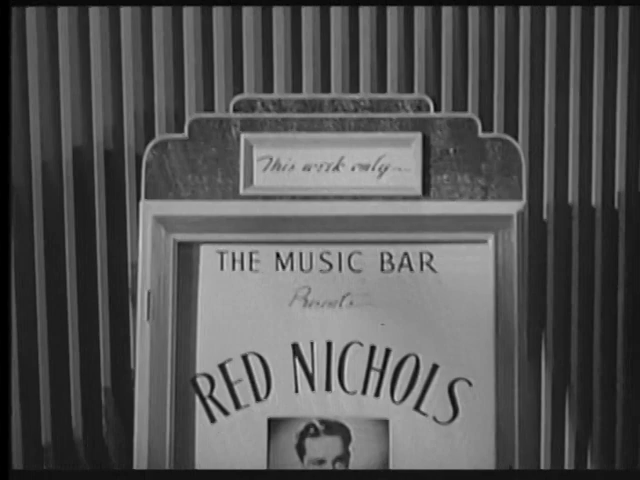 This week only...
THE MUSIC BAR
Presents...
RED NICHOLS